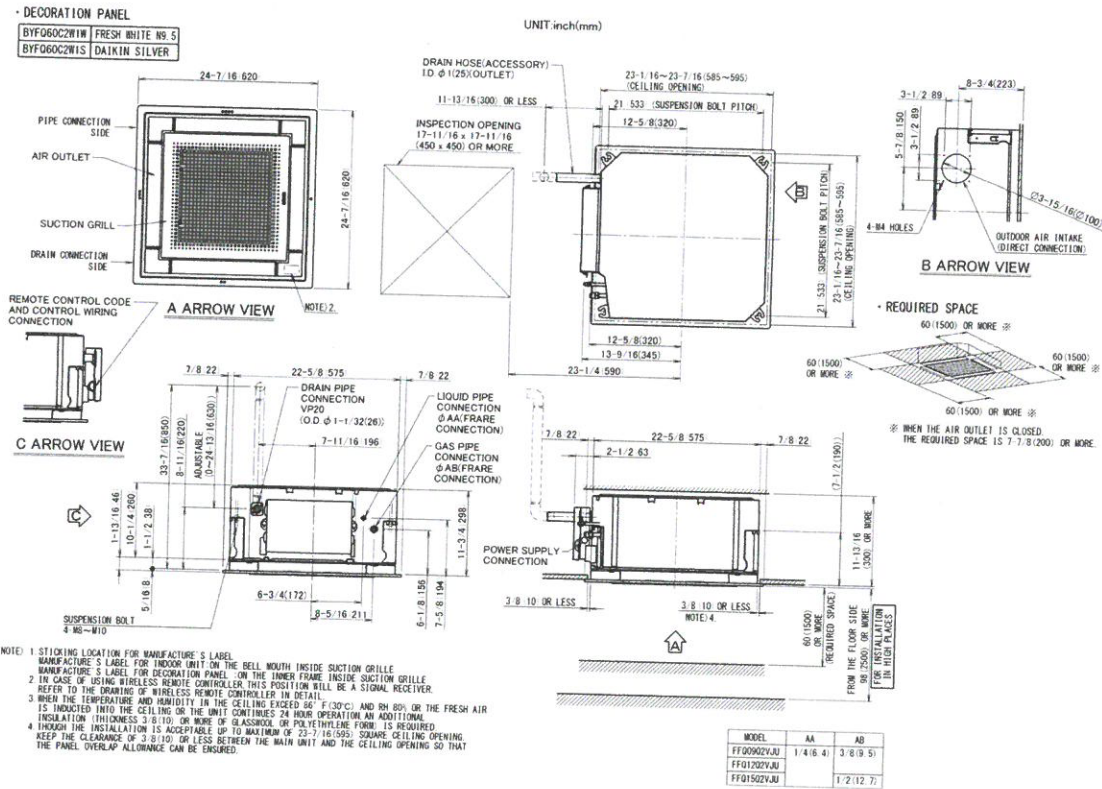 ・DECORATION PANEL
BYFQ60C2W1W FRESH WHITE N9.5
BYFQ60C2W1S DAIKIN SILVER
UNIT:inch(mm)
24-7/16 620
24-7/16 620
PIPE CONNECTION
SIDE
AIR OUTLET
SUCTION GRILL
DRAIN CONNECTION
SIDE
A ARROW VIEW
NOTE)2.
REMOTE CONTROL CODE
AND CONTROL WIRING
CONNECTION
C ARROW VIEW
DRAIN HOSE(ACCESSORY)
I.D. φ1(25)(OUTLET)
11-13/16(300) OR LESS
INSPECTION OPENING
17-11/16 x 17-11/16
(450 x 450) OR MORE
23-1/16～23-7/16(585～595)
(CEILING OPENING)
21 533 (SUSPENSION BOLT PITCH)
12-5/8(320)
B
21 533 (SUSPENSION BOLT PITCH)
23-1/16～23-7/16(585～595)
(CEILING OPENING)
12-5/8(320)
13-9/16(345)
23-1/4 590
8-3/4(223)
3-1/2 89
5-7/8 150
3-1/2 89
Ø3-15/16(Ø100)
4-M4 HOLES
OUTDOOR AIR INTAKE
(DIRECT CONNECTION)
B ARROW VIEW
・REQUIRED SPACE
60(1500) OR MORE ※
60(1500)
OR MORE ※
60(1500)
OR MORE ※
60(1500) OR MORE ※
※ WHEN THE AIR OUTLET IS CLOSED.
THE REQUIRED SPACE IS 7-7/8(200) OR MORE.
7/8 22
22-5/8 575
7/8 22
DRAIN PIPE
CONNECTION
VP20
(O.D. φ1-1/32(26))
LIQUID PIPE
CONNECTION
φAA(FRARE
CONNECTION)
GAS PIPE
CONNECTION
φAB(FRARE
CONNECTION)
7-11/16 196
33-7/16(850)
8-11/16(220)
ADJUSTABLE
(0～24-13/16(630))
C
1-13/16 46
10-1/4 260
1-1/2 38
5/16 8
11-3/4 298
6-3/4(172)
8-5/16 211
6-1/8 156
7-5/8 194
SUSPENSION BOLT
4-M8～M10
7/8 22
22-5/8 575
7/8 22
2-1/2 63
(7-1/2(190))
11-13/16
(300) OR MORE
POWER SUPPLY
CONNECTION
3/8 10 OR LESS
3/8 10 OR LESS
NOTE)4.
A
60(1500)
OR MORE
(REQUIRED SPACE)
FROM THE FLOOR SIDE
98(2500) OR MORE
FOR INSTALLATION
IN HIGH PLACES
NOTE) 1 STICKING LOCATION FOR MANUFACTURE'S LABEL
MANUFACTURE'S LABEL FOR INDOOR UNIT:ON THE BELL MOUTH INSIDE SUCTION GRILLE
MANUFACTURE'S LABEL FOR DECORATION PANEL :ON THE INNER FRAME INSIDE SUCTION GRILLE
2 IN CASE OF USING WIRELESS REMOTE CONTROLLER,THIS POSITION WILL BE A SIGNAL RECEIVER.
REFER TO THE DRAWING OF WIRELESS REMOTE CONTROLLER IN DETAIL.
3 WHEN THE TEMPERATURE AND HUMIDITY IN THE CEILING EXCEED 86°F(30°C) AND RH 80% OR THE FRESH AIR
IS INDUCTED INTO THE CEILING OR THE UNIT CONTINUES 24 HOUR OPERATION,AN ADDITIONAL
INSULATION (THICKNESS 3/8(10) OR MORE OF GLASSWOOL OR POLYETHYLENE FORM) IS REQUIRED.
4 THOUGH THE INSTALLATION IS ACCEPTABLE UP TO MAXIMUM OF 23-7/16(595) SQUARE CEILING OPENING.
KEEP THE CLEARANCE OF 3/8(10) OR LESS BETWEEN THE MAIN UNIT AND THE CEILING OPENING SO THAT
THE PANEL OVERLAP ALLOWANCE CAN BE ENSURED.
MODEL AA AB
FFQ0902VJU 1/4(6.4) 3/8(9.5)
FFQ1202VJU
FFQ1502VJU 1/2(12.7)